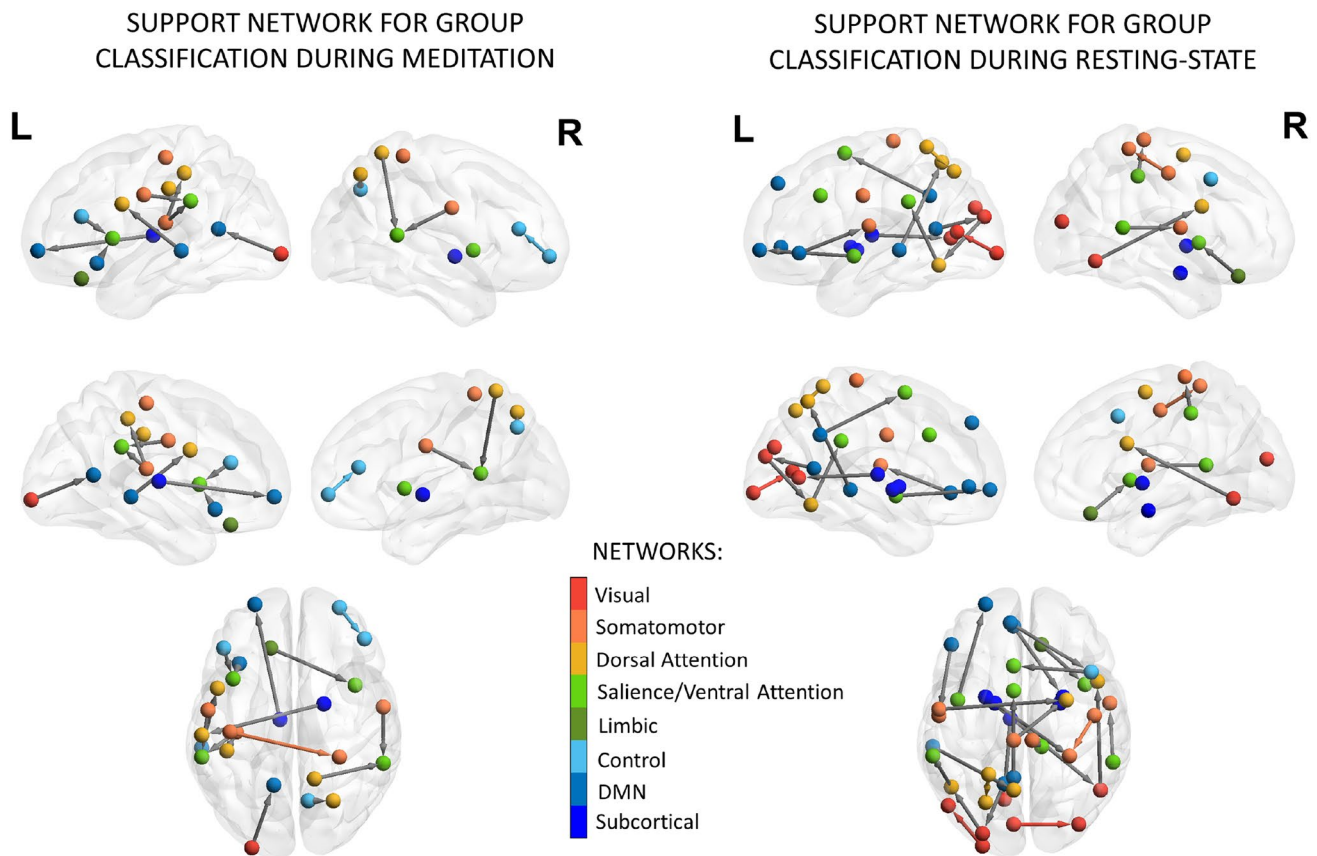 SUPPORT NETWORK FOR GROUP
CLASSIFICATION DURING MEDITATION
SUPPORT NETWORK FOR GROUP
CLASSIFICATION DURING RESTING-STATE
L
R
L
R
NETWORKS:
Visual
Somatomotor
Dorsal Attention
Salience/Ventral Attention
Limbic
Control
DMN
Subcortical